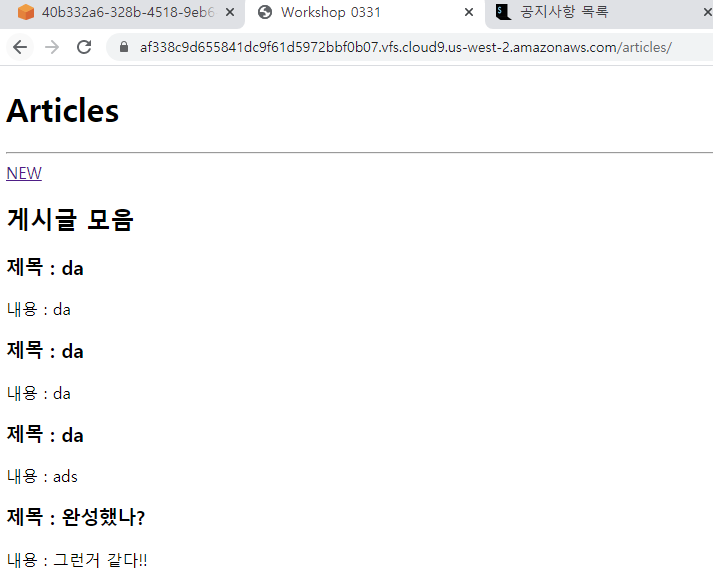 40b332a6-328b-4518-9eb6
Workshop 0331
공지사항 목록
af338c9d655841dc9f61d5972bbf0b07.vfs.cloud9.us-west-2.amazonaws.com/articles/
Articles
NEW
게시글 모음
제목 : da
내용 : da
제목 : da
내용 : da
제목 : da
내용 : ads
제목 : 완성했나?
내용 : 그런거 같다!!